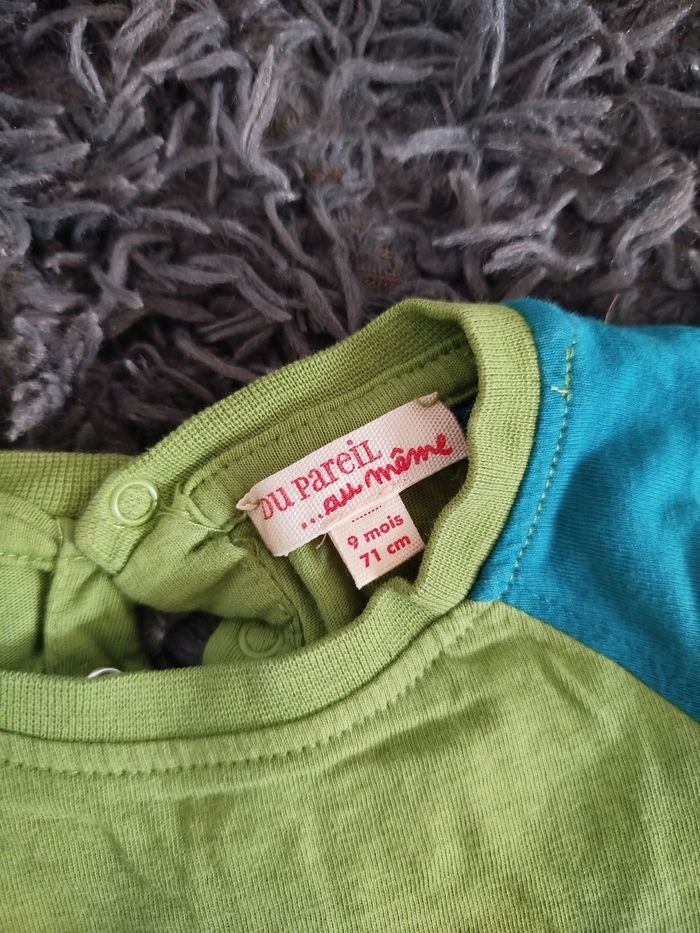 DU PAREIL
...au même
9 mois
71 cm